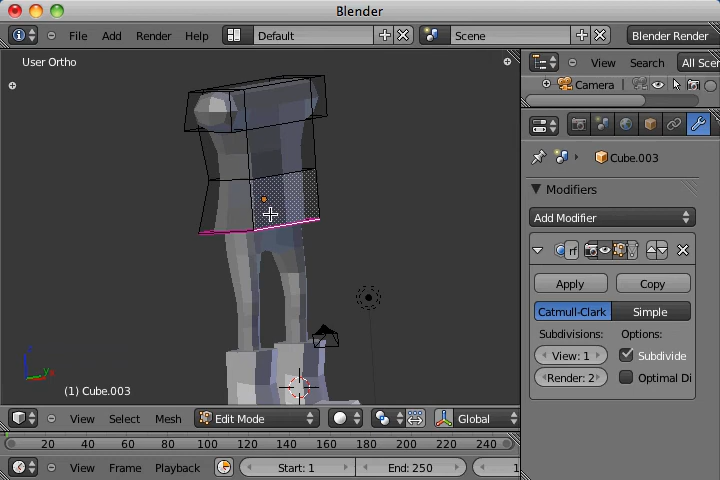 Blender
File Add Render Help Default Scene Blender Render
User Ortho
View Search All Scen
Camera
Cube.003
Modifiers
Add Modifier
rf
Apply Copy
Catmull-Clark Simple
Subdivisions: Options:
View: 1 Subdivide
Render: 2 Optimal Di
z y
(1) Cube.003
View Select Mesh Edit Mode Global
20 40 60 80 100 120 140 160 180 200 220 240
View Frame Playback Start: 1 End: 250 1